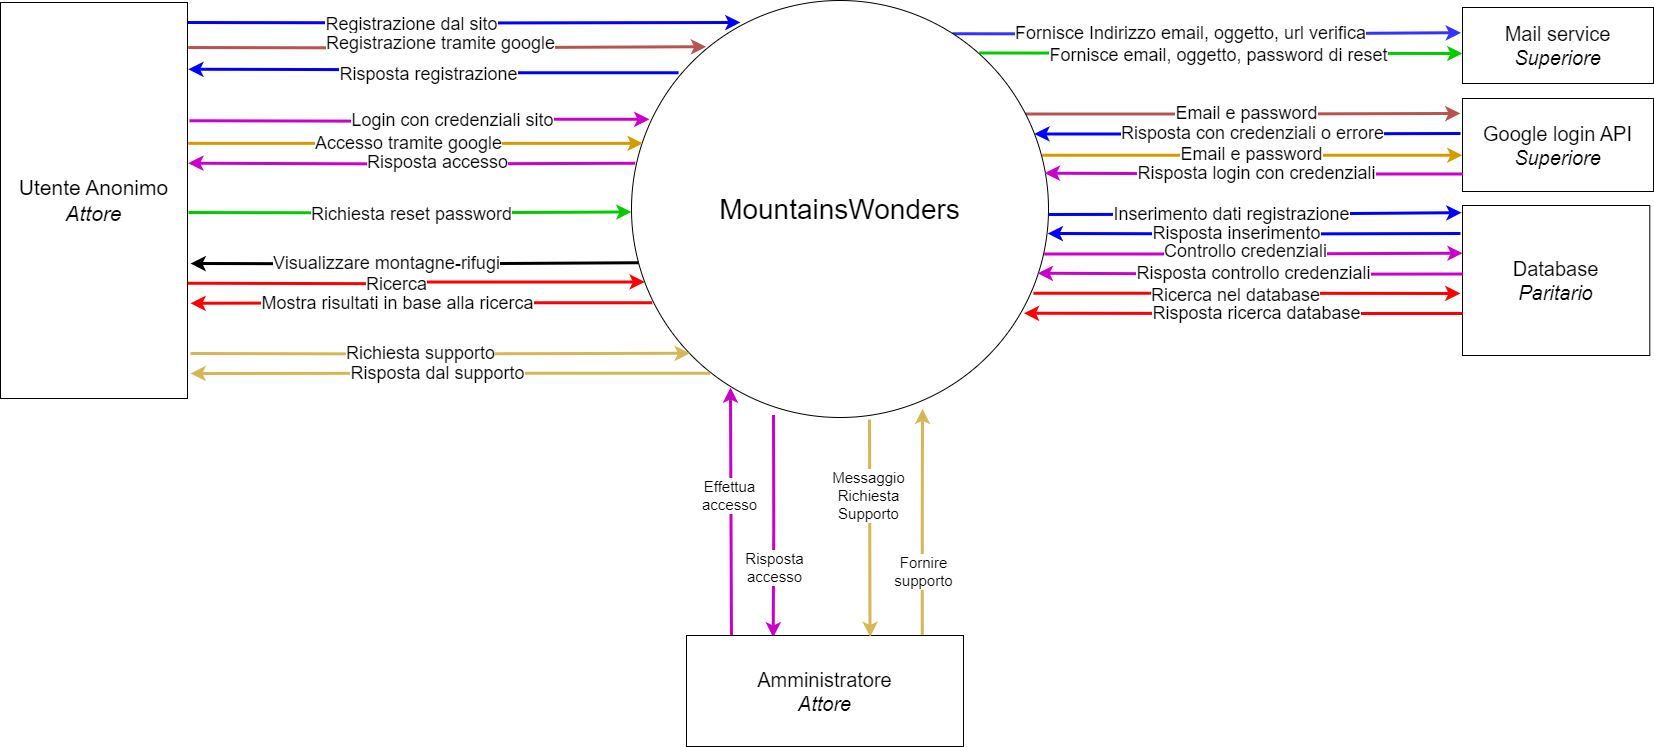 Utente Anonimo
Attore
Registrazione dal sito
Registrazione tramite google
Risposta registrazione
Login con credenziali sito
Accesso tramite google
Risposta accesso
Richiesta reset password
Visualizzare montagne-rifugi
Ricerca
Mostra risultati in base alla ricerca
Richiesta supporto
Risposta dal supporto
MountainsWonders
Fornisce Indirizzo email, oggetto, url verifica
Fornisce email, oggetto, password di reset
Email e password
Risposta con credenziali o errore
Email e password
Risposta login con credenziali
Inserimento dati registrazione
Risposta inserimento
Controllo credenziali
Risposta controllo credenziali
Ricerca nel database
Risposta ricerca database
Mail service
Superiore
Google login API
Superiore
Database
Paritario
Effettua
accesso
Risposta
accesso
Messaggio
Richiesta
Supporto
Fornire
supporto
Amministratore
Attore